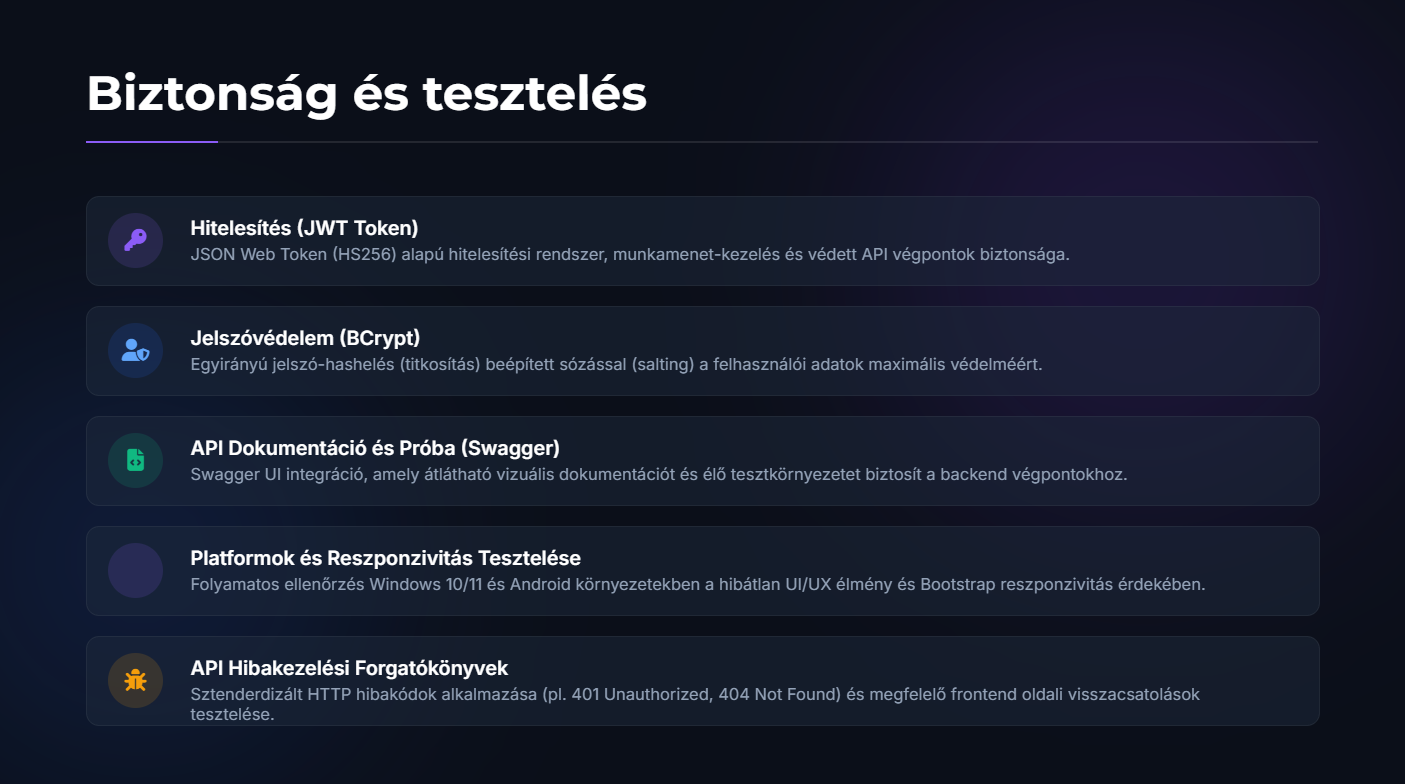 Biztonság és tesztelés
Hitelesítés (JWT Token)
JSON Web Token (HS256) alapú hitelesítési rendszer, munkamenet-kezelés és védett API végpontok biztonsága.
Jelszóvédelem (BCrypt)
Egyirányú jelszó-hashelés (titkosítás) beépített sózással (salting) a felhasználói adatok maximális védelméért.
API Dokumentáció és Próba (Swagger)
Swagger UI integráció, amely átlátható vizuális dokumentációt és élő tesztkörnyezetet biztosít a backend végpontokhoz.
Platformok és Reszponzivitás Tesztelése
Folyamatos ellenőrzés Windows 10/11 és Android környezetekben a hibátlan UI/UX élmény és Bootstrap reszponzivitás érdekében.
API Hibakezelési Forgatókönyvek
Sztenderdizált HTTP hibakódok alkalmazása (pl. 401 Unauthorized, 404 Not Found) és megfelelő frontend oldali visszacsatolások
tesztelése.